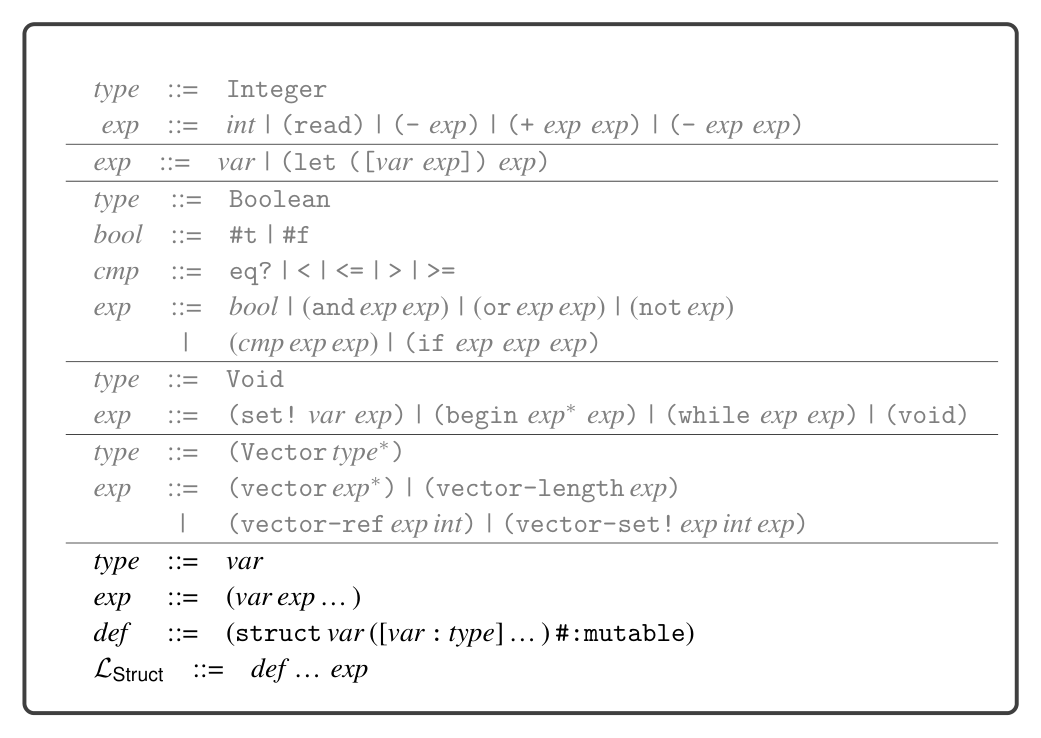 type ::= Integer
exp ::= int | (read) | (- exp) | (+ exp exp) | (- exp exp)
exp ::= var | (let ([var exp]) exp)
type ::= Boolean
bool ::= #t | #f
cmp ::= eq? | < | <= | > | >=
exp ::= bool | (and exp exp) | (or exp exp) | (not exp)
| (cmp exp exp) | (if exp exp exp)
type ::= Void
exp ::= (set! var exp) | (begin exp* exp) | (while exp exp) | (void)
type ::= (Vector type*)
exp ::= (vector exp*) | (vector-length exp)
| (vector-ref exp int) | (vector-set! exp int exp)
type ::= var
exp ::= (var exp …)
def ::= (struct var ([var : type] …) #:mutable)
ℒStruct ::= def … exp